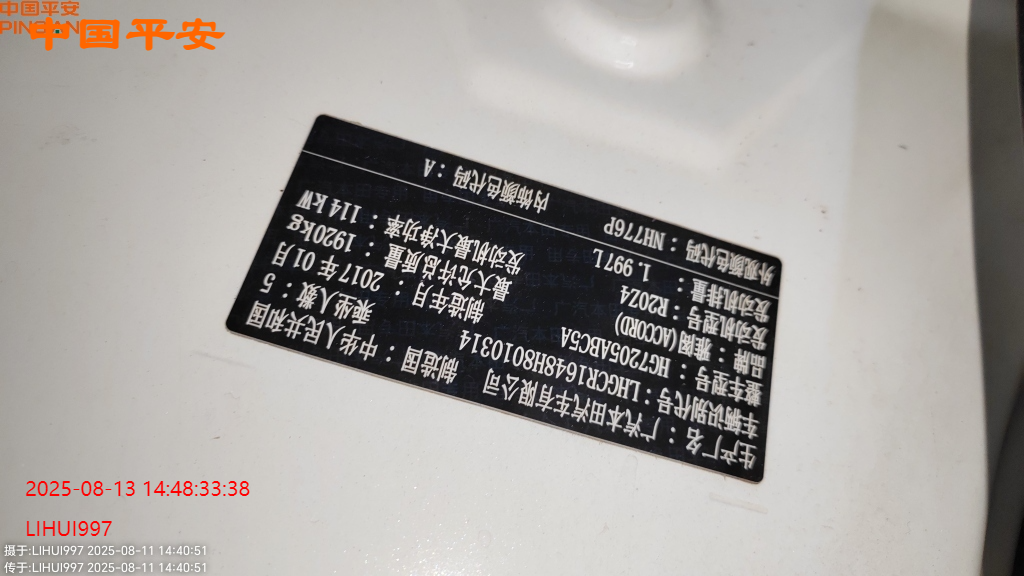 中国平安
PING AN
中国平安
生产厂名：广汽本田汽车有限公司 制造国：中华人民共和国
车辆识别代号：LHGCR1648H8010314
整车型号：HG7205ABC5A 乘坐人数：5
品牌：雅阁(ACCORD) 制造年月：2017年01月
发动机型号：R20Z4 最大允许总质量：1920kg
发动机排量：1.997L 发动机最大净功率：114kW
外观颜色代码：NH776P 内饰颜色代码：A
2025-08-13 14:48:33:38
LIHUI997
摄于:LIHUI997 2025-08-11 14:40:51
传于:LIHUI997 2025-08-11 14:40:51